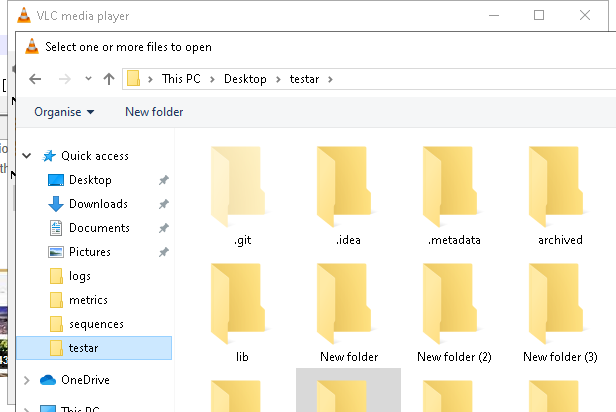 VLC media player
Select one or more files to open
This PC > Desktop > testar >
Organise New folder
Quick access
Desktop
Downloads
Documents
Pictures
logs
metrics
sequences
testar
OneDrive
This PC
.git .idea .metadata archived
lib New folder New folder (2) New folder (3)